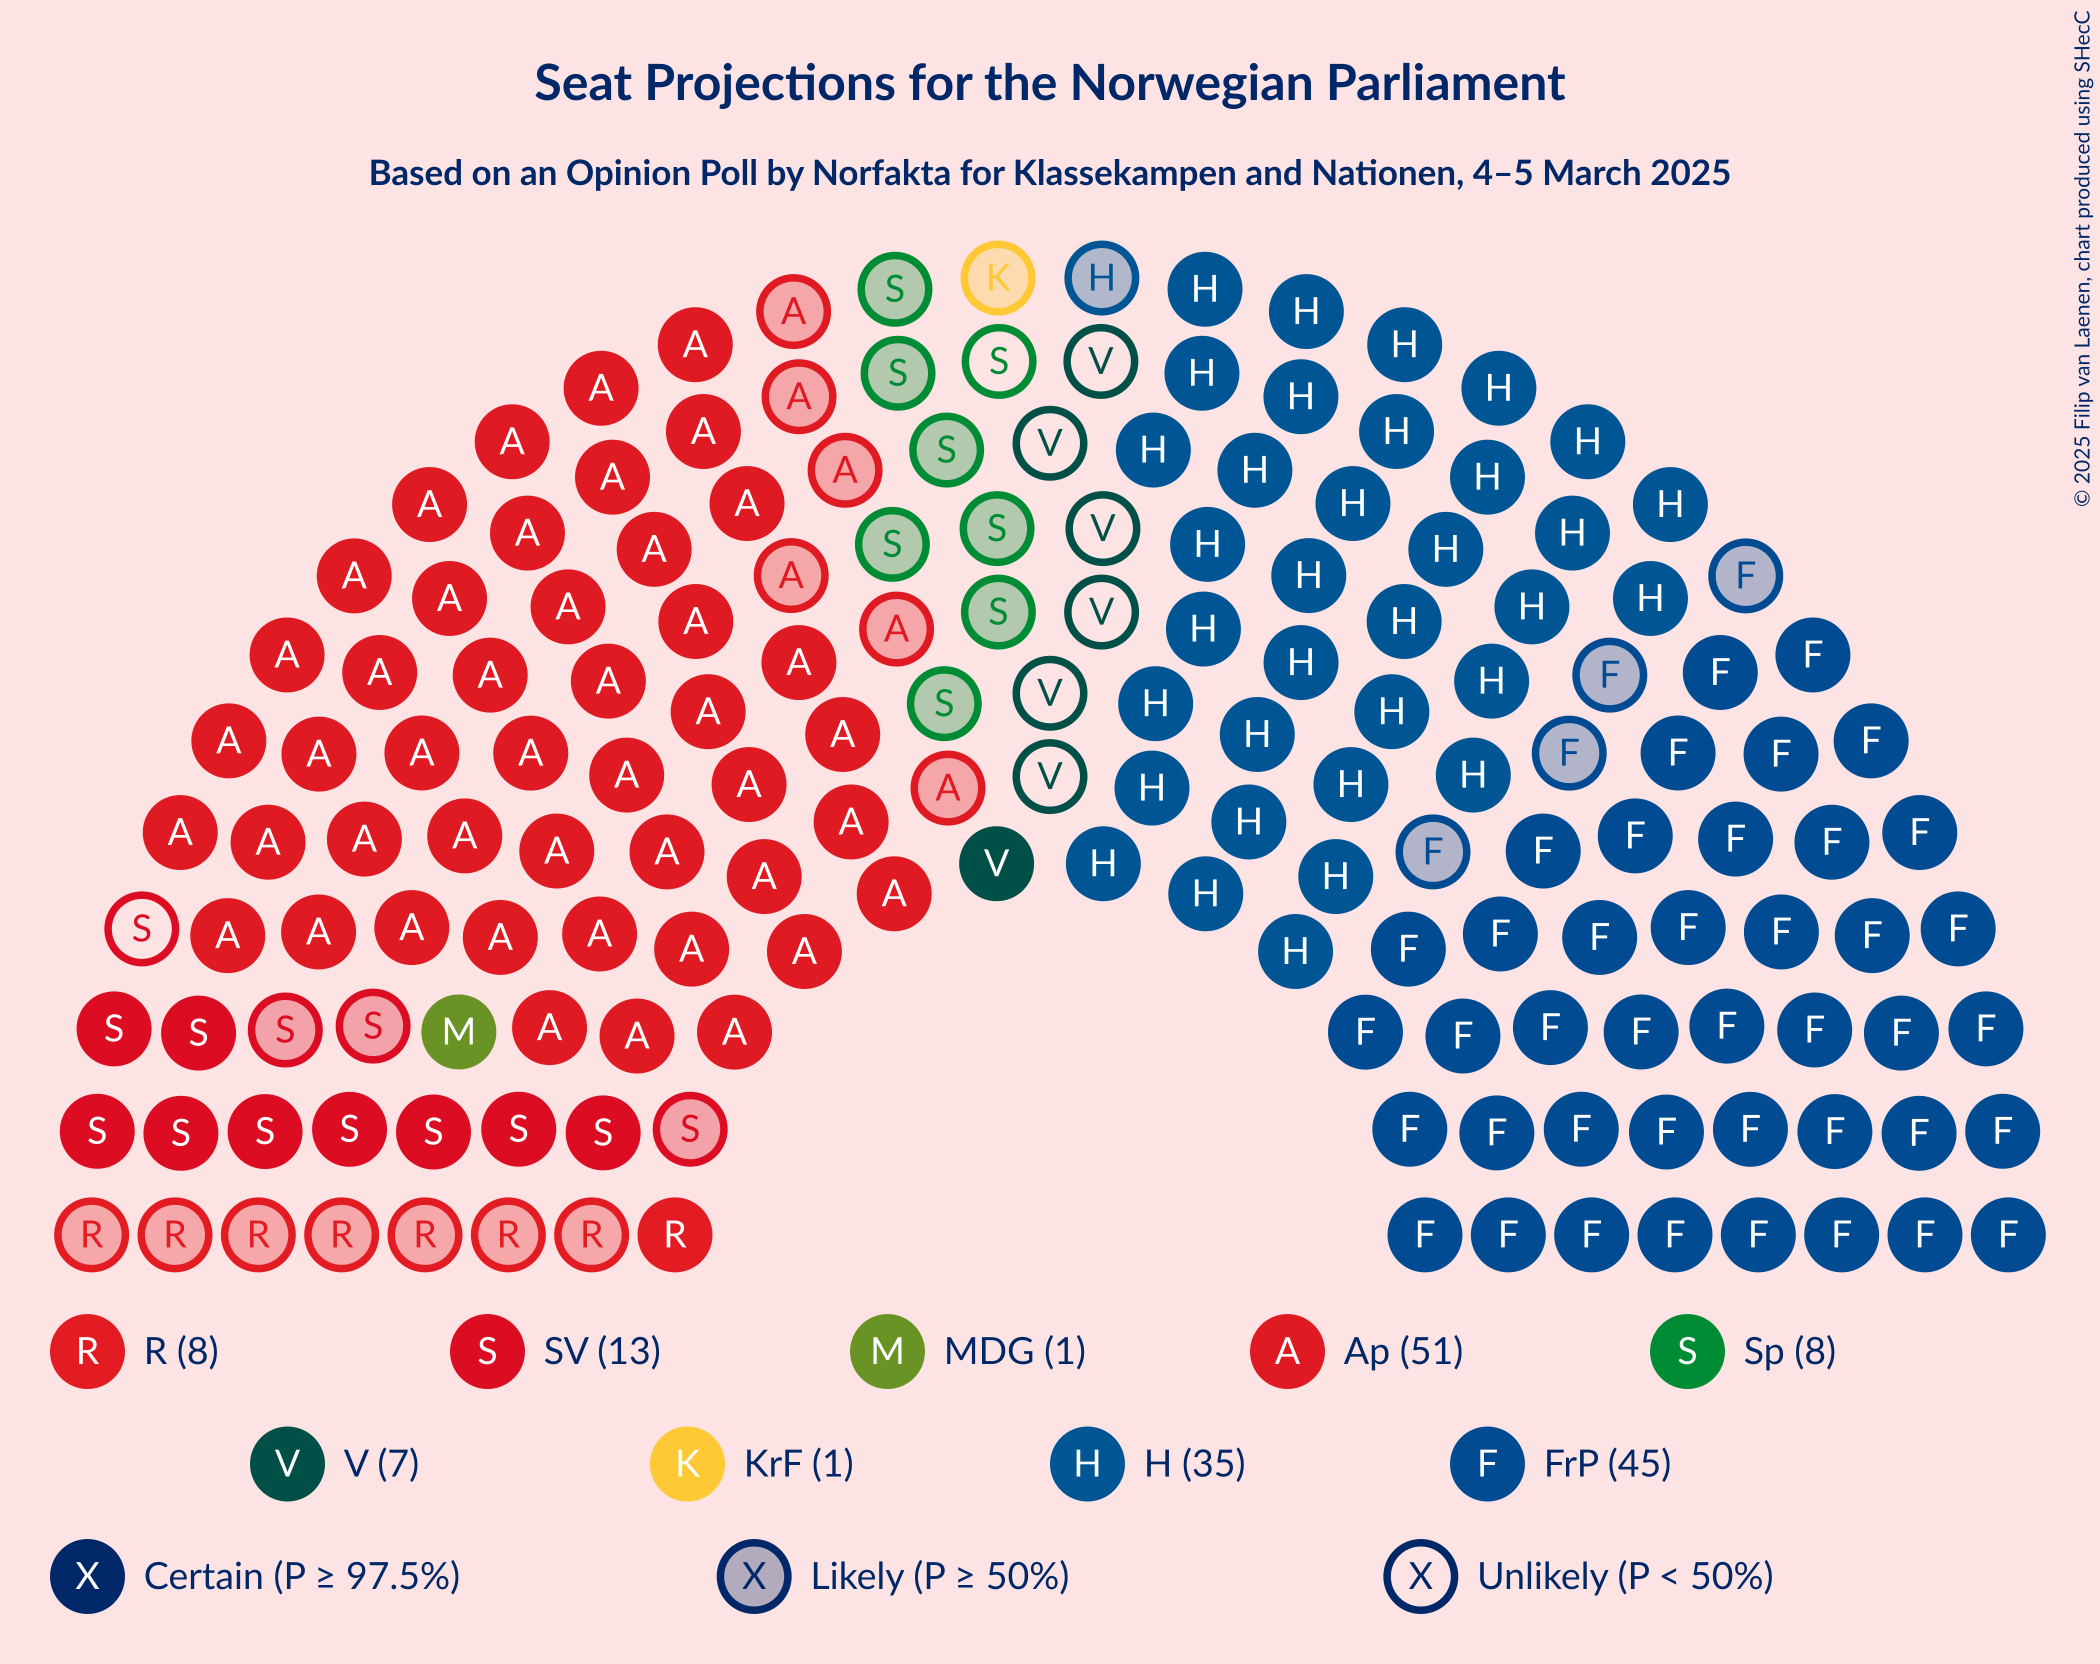 Seat Projections for the Norwegian Parliament
Based on an Opinion Poll by Norfakta for Klassekampen and Nationen, 4–5 March 2025
© 2025 Filip van Laenen, chart produced using SHecC
K H
S H
A H
A H
S V
S H
A H
A H
A H
A V H
S H
A H
A H
A A H H
S V
A H
S H
A H
A A H F
A H
A H
S V
A H
A H
A H
A A H F
A A H F
S V H
A H
A H
A A H F
A A A F F F
A V H
A H
A H
A H
A A F F
A A A A F F F F
A A H F F
V H
A H
A H
S A A A F F F F
A A A F F F
A A H F
S S S S M A A A F F F F F F F F
S S S S S S S S F F F F F F F F
R R R R R R R R F F F F F F F F
R R (8) S SV (13) M MDG (1) A Ap (51) S Sp (8)
V V (7) K KrF (1) H H (35) F FrP (45)
X Certain (P ≥ 97.5%) X Likely (P ≥ 50%) X Unlikely (P < 50%)